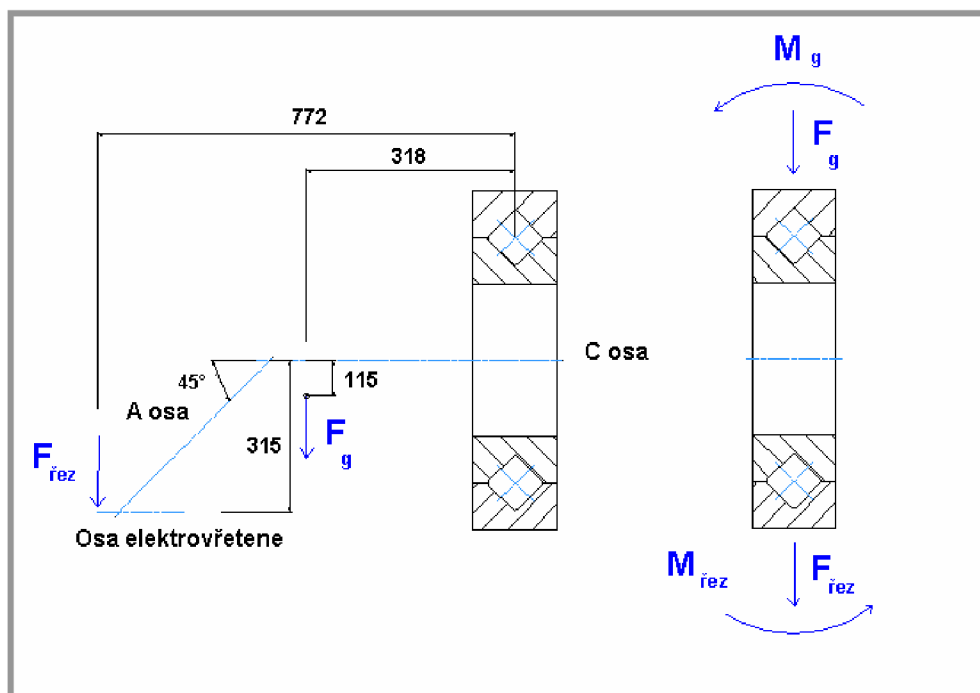 M g
F g
772
318
C osa
115
45°
A osa
315
F g
F řez
Osa elektrovřetene
M řez
F řez